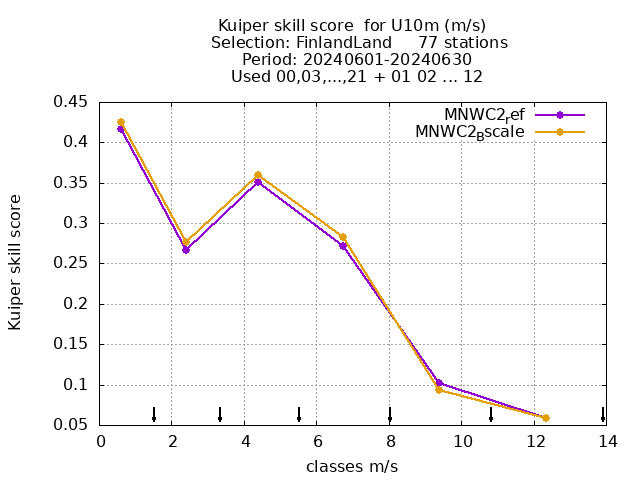 Kuiper skill score  for U10m (m/s)
Selection: FinlandLand     77 stations
Period: 20240601-20240630
Used 00,03,...,21 + 01 02 ... 12
MNWC2ref
MNWC2Bscale
0.45
0.4
0.35
0.3
0.25
0.2
0.15
0.1
0.05
Kuiper skill score
0 2 4 6 8 10 12 14
classes m/s